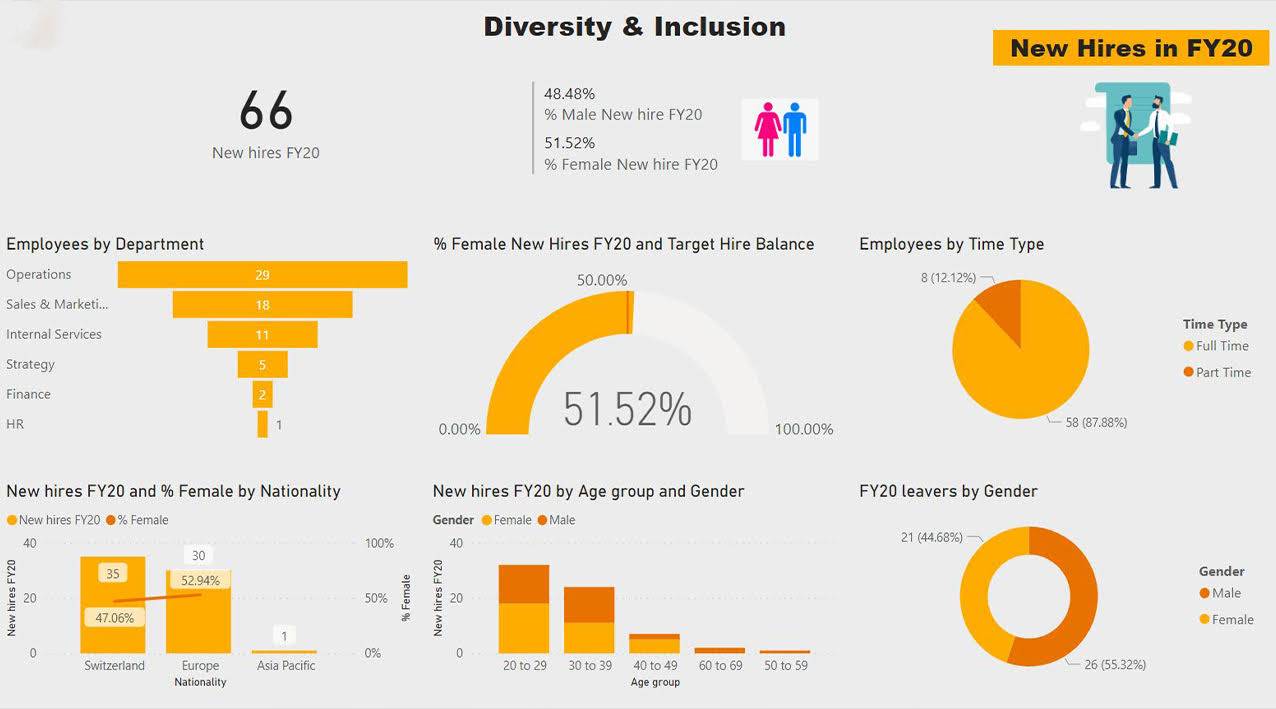 Diversity & Inclusion
New Hires in FY20
66
New hires FY20
48.48%
% Male New hire FY20
51.52%
% Female New hire FY20
Employees by Department
Operations 29
Sales & Marketi... 18
Internal Services 11
Strategy 5
Finance 2
HR 1
% Female New Hires FY20 and Target Hire Balance
50.00%
51.52%
0.00% 100.00%
Employees by Time Type
8 (12.12%)
58 (87.88%)
Time Type
Full Time
Part Time
New hires FY20 and % Female by Nationality
New hires FY20 % Female
New hires FY20
40
20
0
35
47.06%
30
52.94%
1
100%
50%
0%
% Female
Switzerland Europe Asia Pacific
Nationality
New hires FY20 by Age group and Gender
Gender Female Male
New hires FY20
40
20
0
20 to 29 30 to 39 40 to 49 60 to 69 50 to 59
Age group
FY20 leavers by Gender
21 (44.68%)
26 (55.32%)
Gender
Male
Female